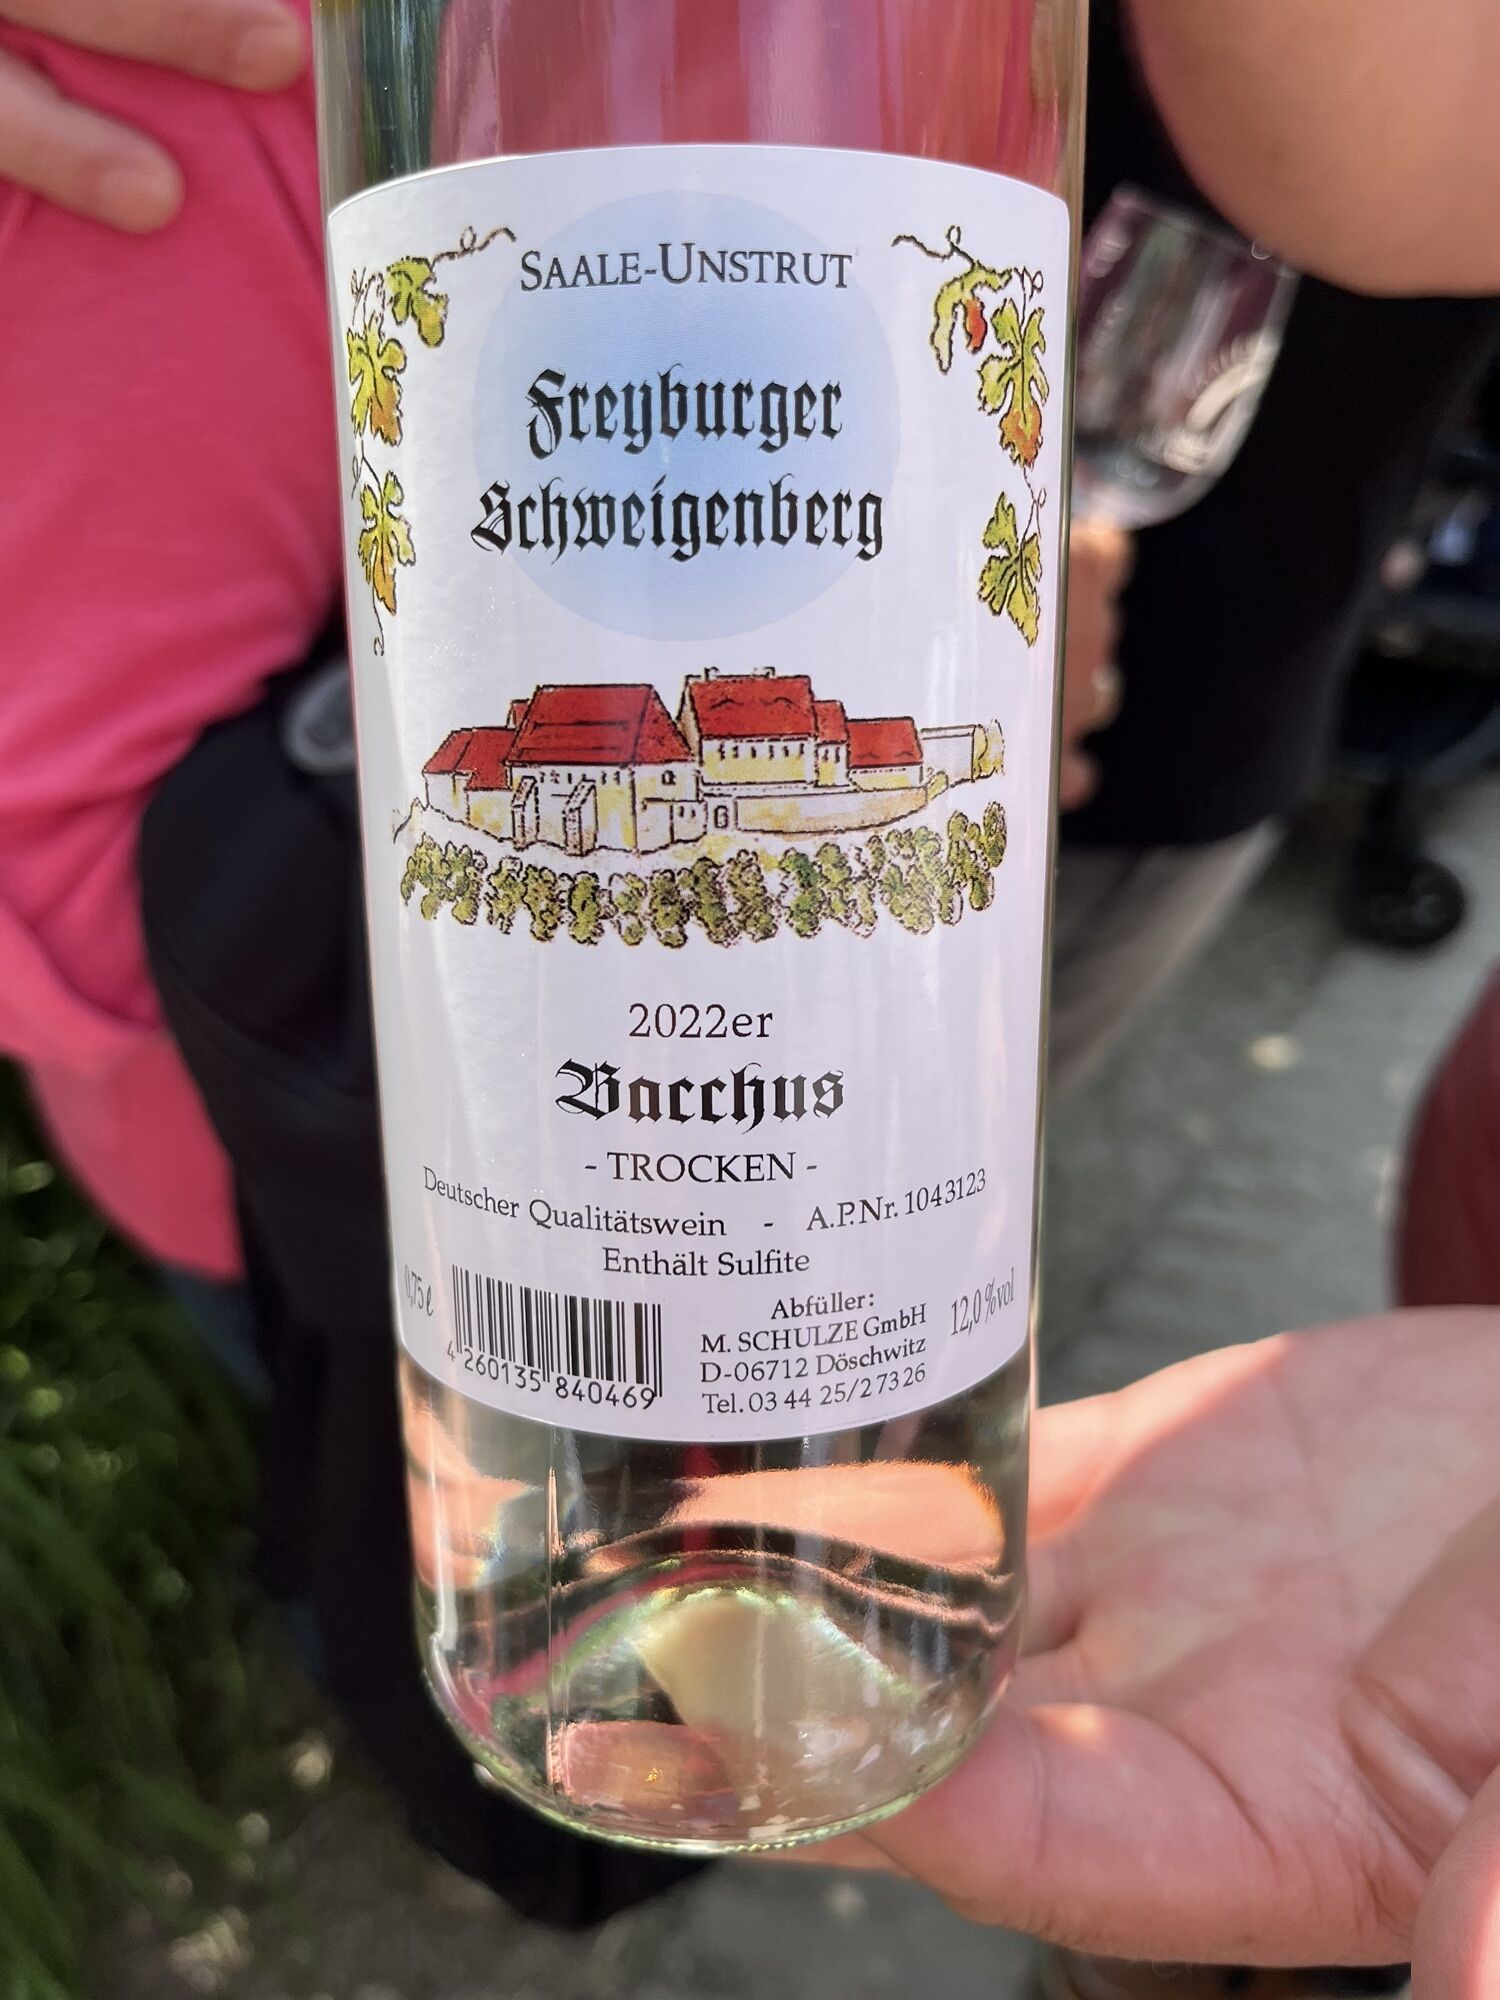 SAALE-UNSTRUT
Freyburger
Schweigenberg
2022er
Bacchus
- TROCKEN -
Deutscher Qualitätswein - A.P.Nr. 1043123
Enthält Sulfite
0,75 ℓ
4 260135 840469
Abfüller:
M. SCHULZE GmbH
D-06712 Döschwitz
Tel. 03 44 25/2 73 26
12,0 %vol